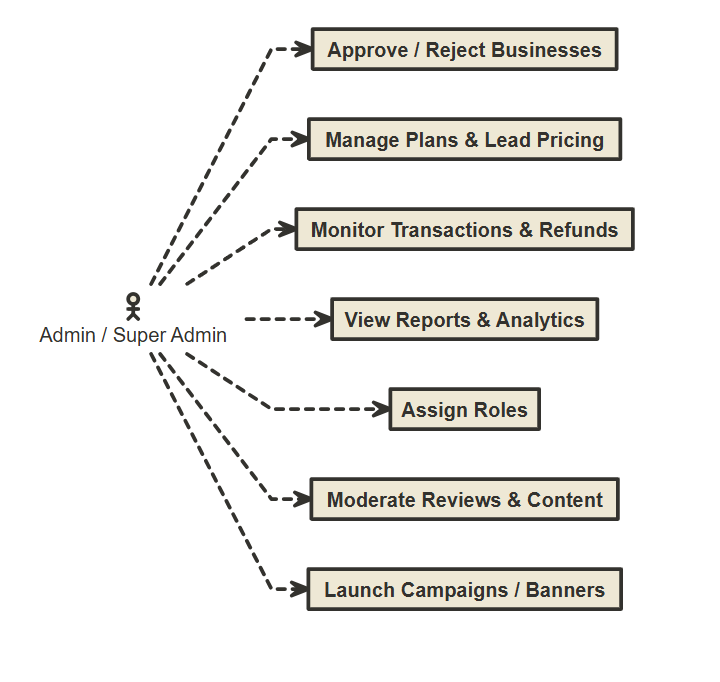 Approve / Reject Businesses
Manage Plans & Lead Pricing
Monitor Transactions & Refunds
Admin / Super Admin
View Reports & Analytics
Assign Roles
Moderate Reviews & Content
Launch Campaigns / Banners